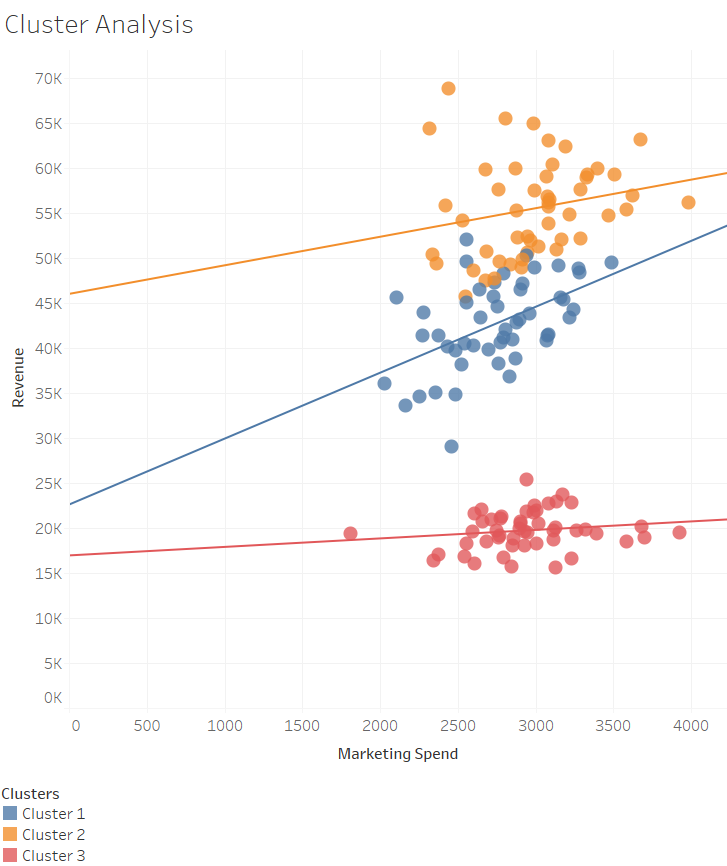 Cluster Analysis
70K
65K
60K
55K
50K
45K
40K
35K
30K
25K
20K
15K
10K
5K
0K
Revenue
0 500 1000 1500 2000 2500 3000 3500 4000
Marketing Spend
Clusters
Cluster 1
Cluster 2
Cluster 3